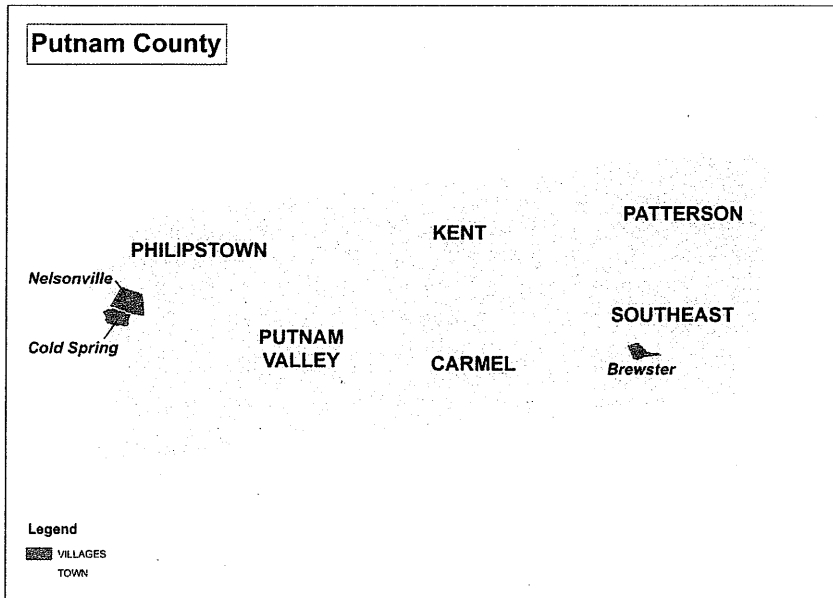 Putnam County
PATTERSON
KENT
PHILIPSTOWN
Nelsonville
SOUTHEAST
PUTNAM
VALLEY
Cold Spring
CARMEL
Brewster
Legend
VILLAGES
TOWN